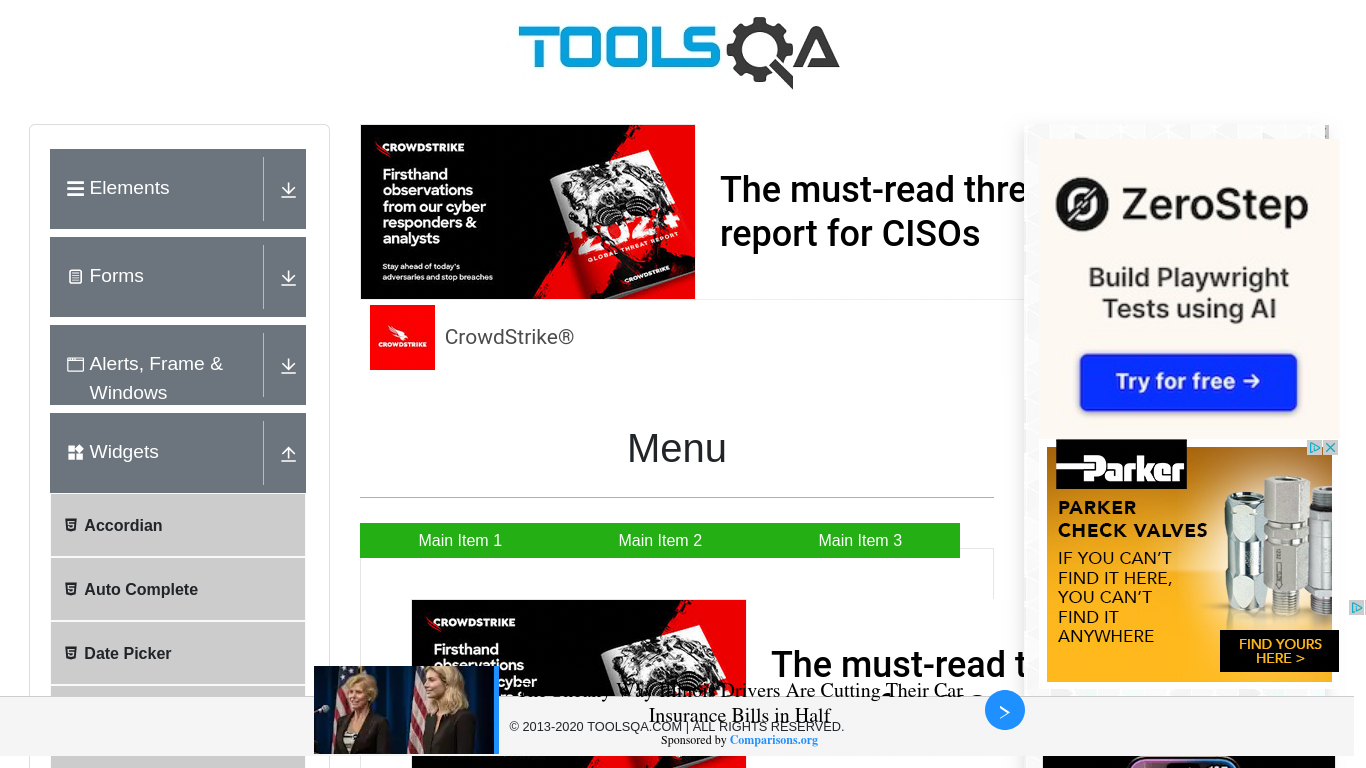 TOOLSQA
Elements
Forms
Alerts, Frame &
Windows
Widgets
Accordian
Auto Complete
Date Picker
CROWDSTRIKE
Firsthand
observations
from our cyber
responders &
analysts
Stay ahead of today's
adversaries and stop breaches
2024
GLOBAL THREAT REPORT
CROWDSTRIKE
The must-read thre
report for CISOs
CROWDSTRIKE
CrowdStrike®
Menu
Main Item 1
Main Item 2
Main Item 3
CROWDSTRIKE
Firsthand
observations
cyber
The must-read t
Way Illinois Drivers Are Cutting Their Car
Insurance Bills in Half
© 2013-2020 TOOLSQA.COM | ALL RIGHTS RESERVED.
Sponsored by Comparisons.org
ZeroStep
Build Playwright
Tests using AI
Try for free →
Parker
PARKER
CHECK VALVES
IF YOU CAN'T
FIND IT HERE,
YOU CAN'T
FIND IT
ANYWHERE
FIND YOURS
HERE >